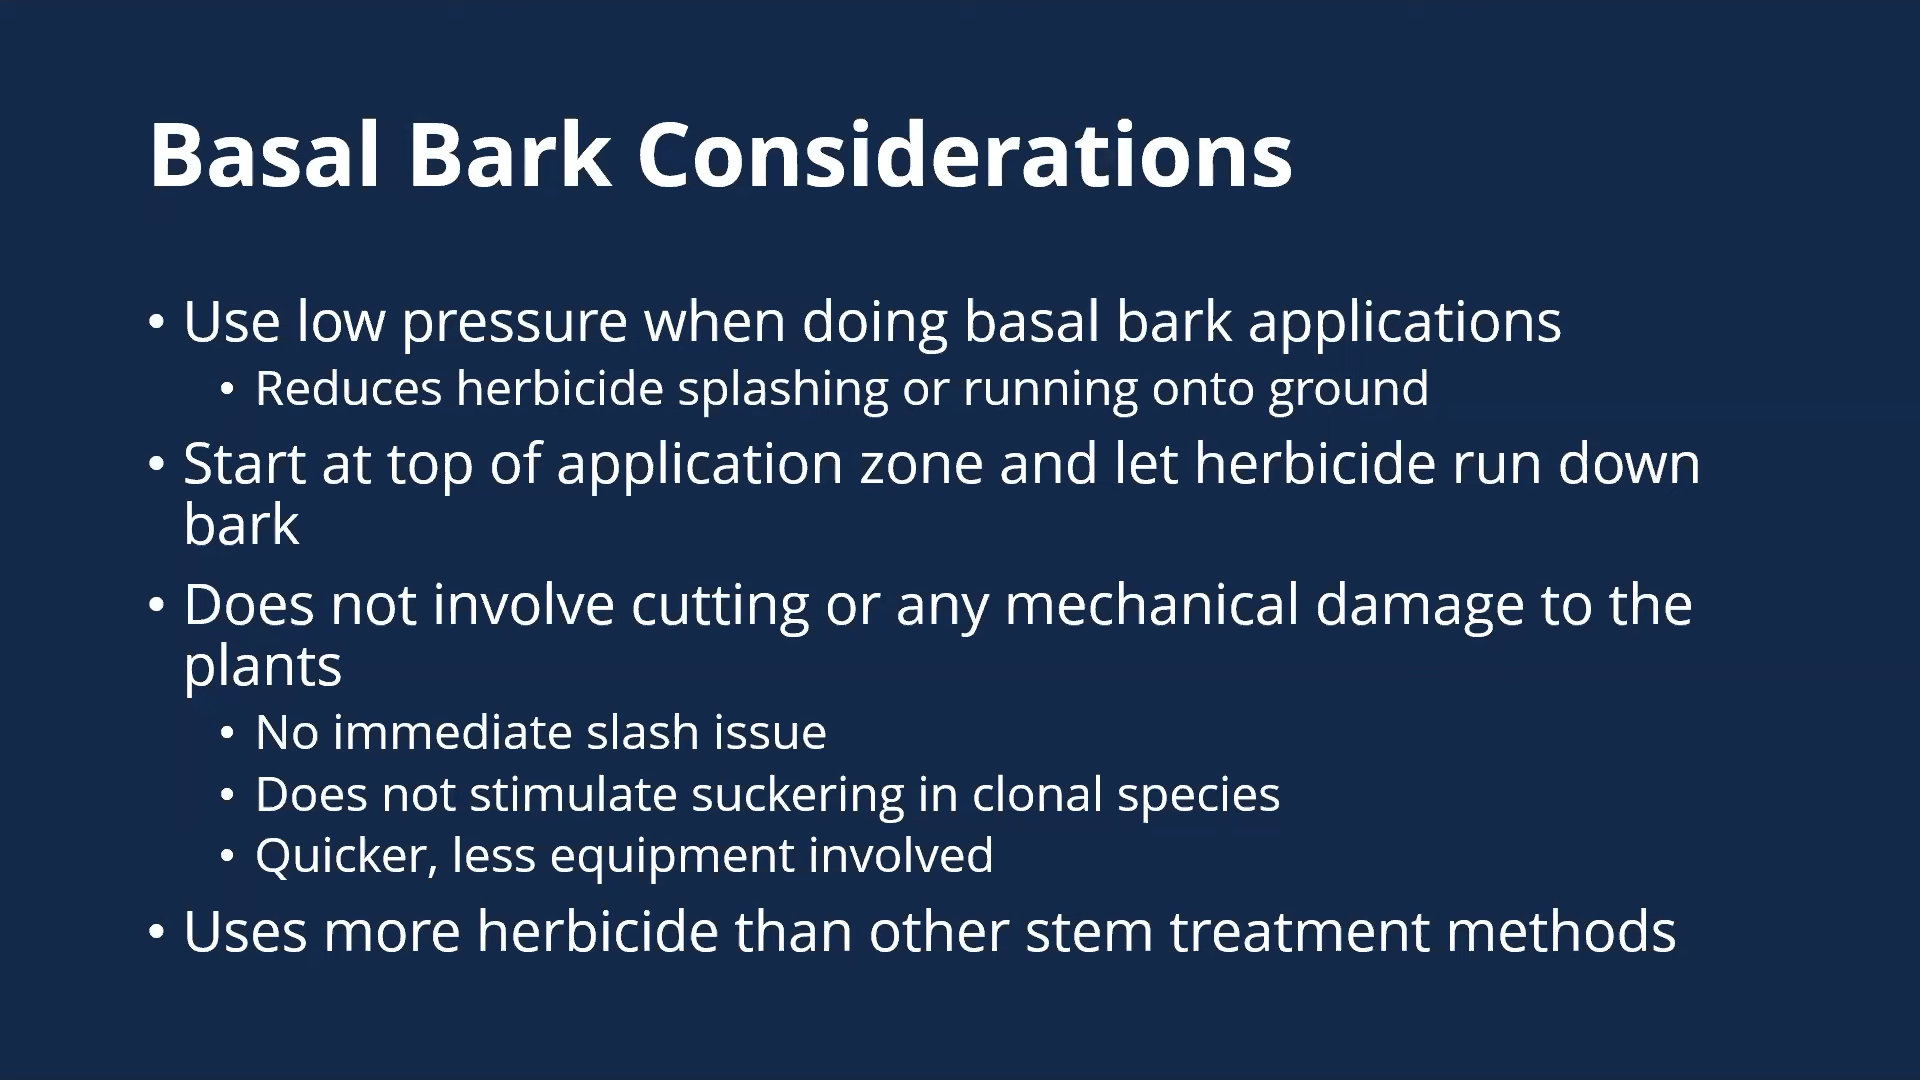 Basal Bark Considerations
• Use low pressure when doing basal bark applications
• Reduces herbicide splashing or running onto ground
• Start at top of application zone and let herbicide run down
bark
• Does not involve cutting or any mechanical damage to the
plants
• No immediate slash issue
• Does not stimulate suckering in clonal species
• Quicker, less equipment involved
• Uses more herbicide than other stem treatment methods